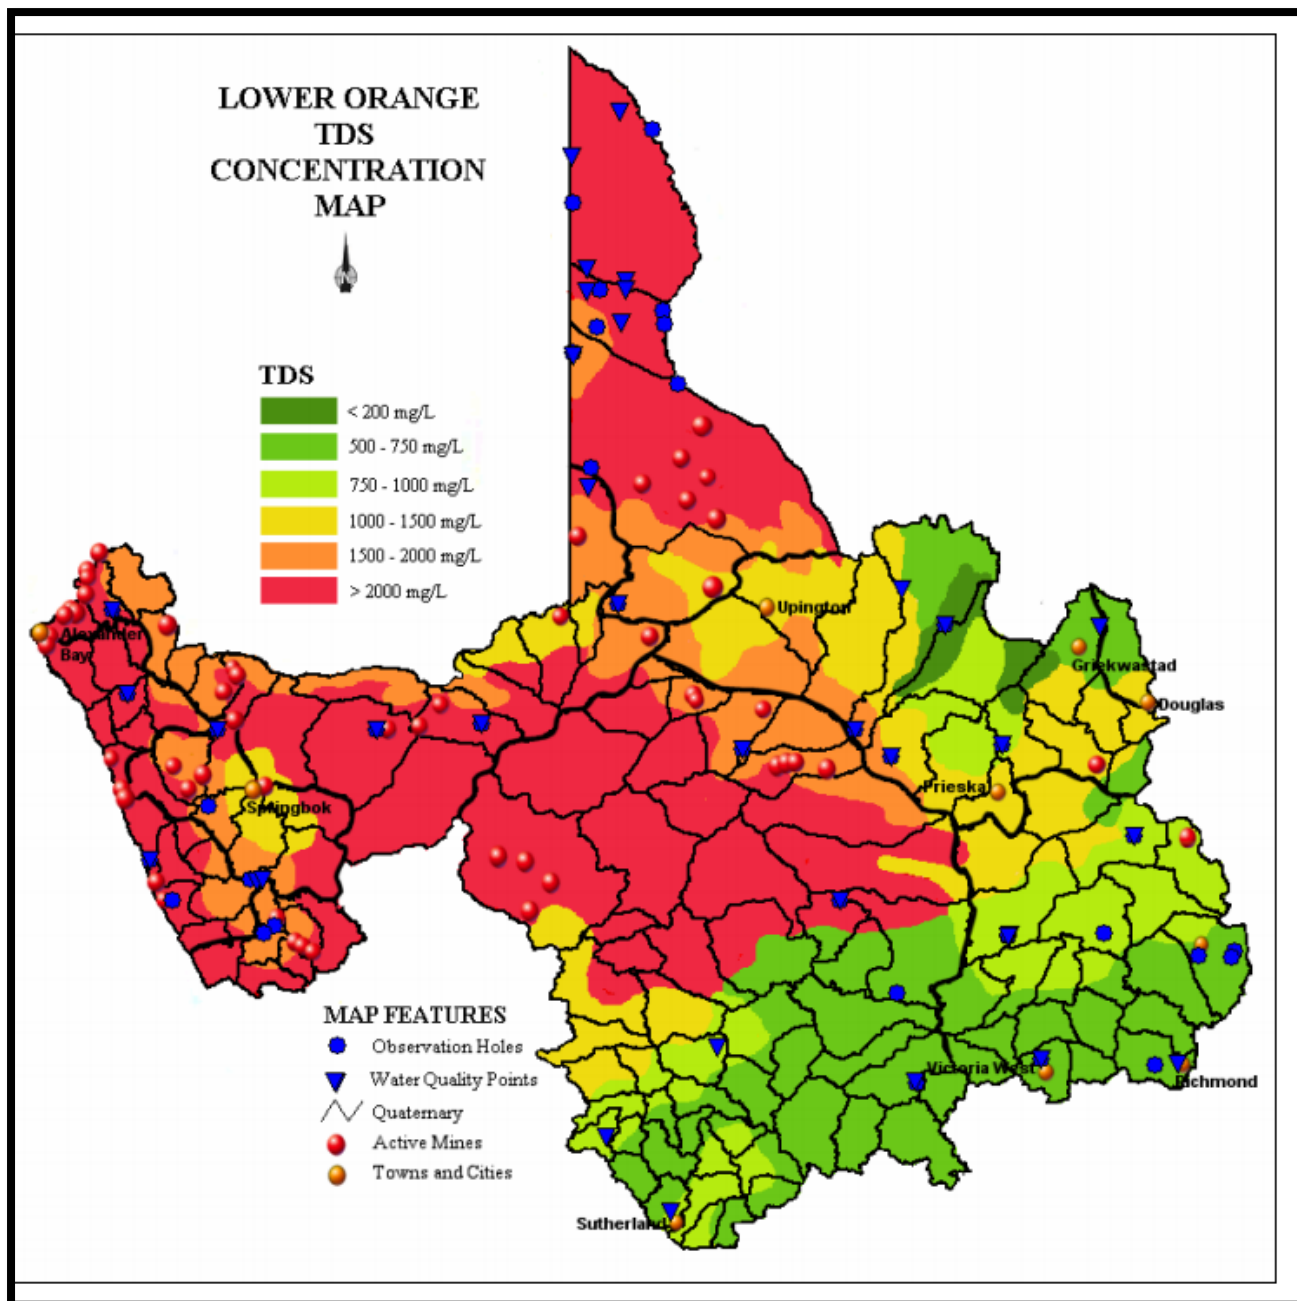 LOWER ORANGE
TDS
CONCENTRATION
MAP
N
TDS
< 200 mg/L
500 - 750 mg/L
750 - 1000 mg/L
1000 - 1500 mg/L
1500 - 2000 mg/L
> 2000 mg/L
Upington
Alexander
Bay
Griekwastad
Douglas
Prieska
Springbok
MAP FEATURES
Observation Holes
Water Quality Points
Quaternary
Active Mines
Towns and Cities
Victoria West
Richmond
Sutherland